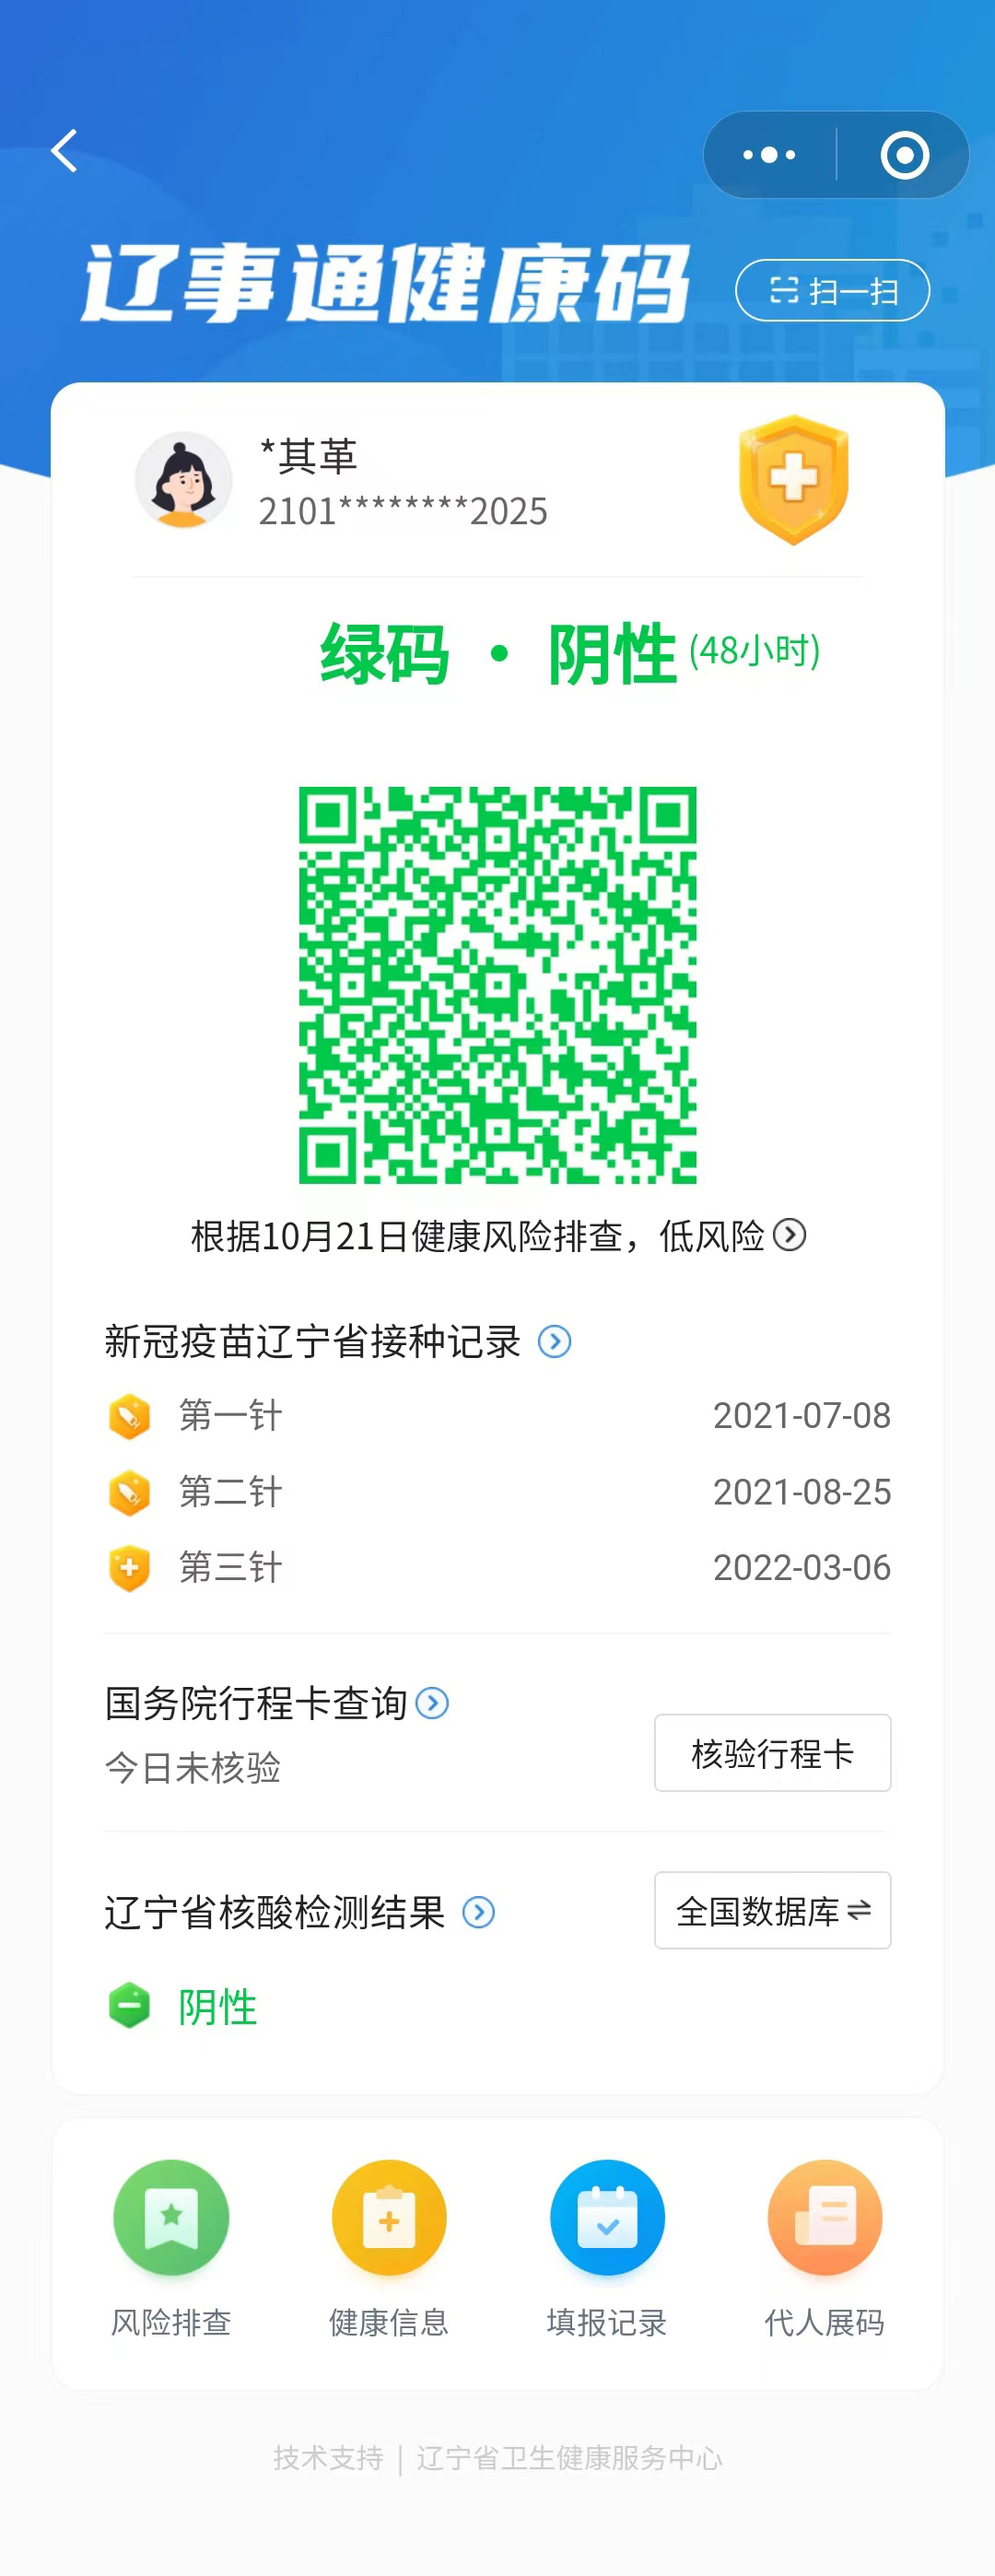 辽事通健康码
扫一扫
*其革
2101********2025
绿码 · 阴性(48小时)
根据10月21日健康风险排查，低风险
新冠疫苗辽宁省接种记录
第一针 2021-07-08
第二针 2021-08-25
第三针 2022-03-06
国务院行程卡查询
今日未核验
核验行程卡
辽宁省核酸检测结果
全国数据库
阴性
风险排查 健康信息 填报记录 代人展码
技术支持 | 辽宁省卫生健康服务中心